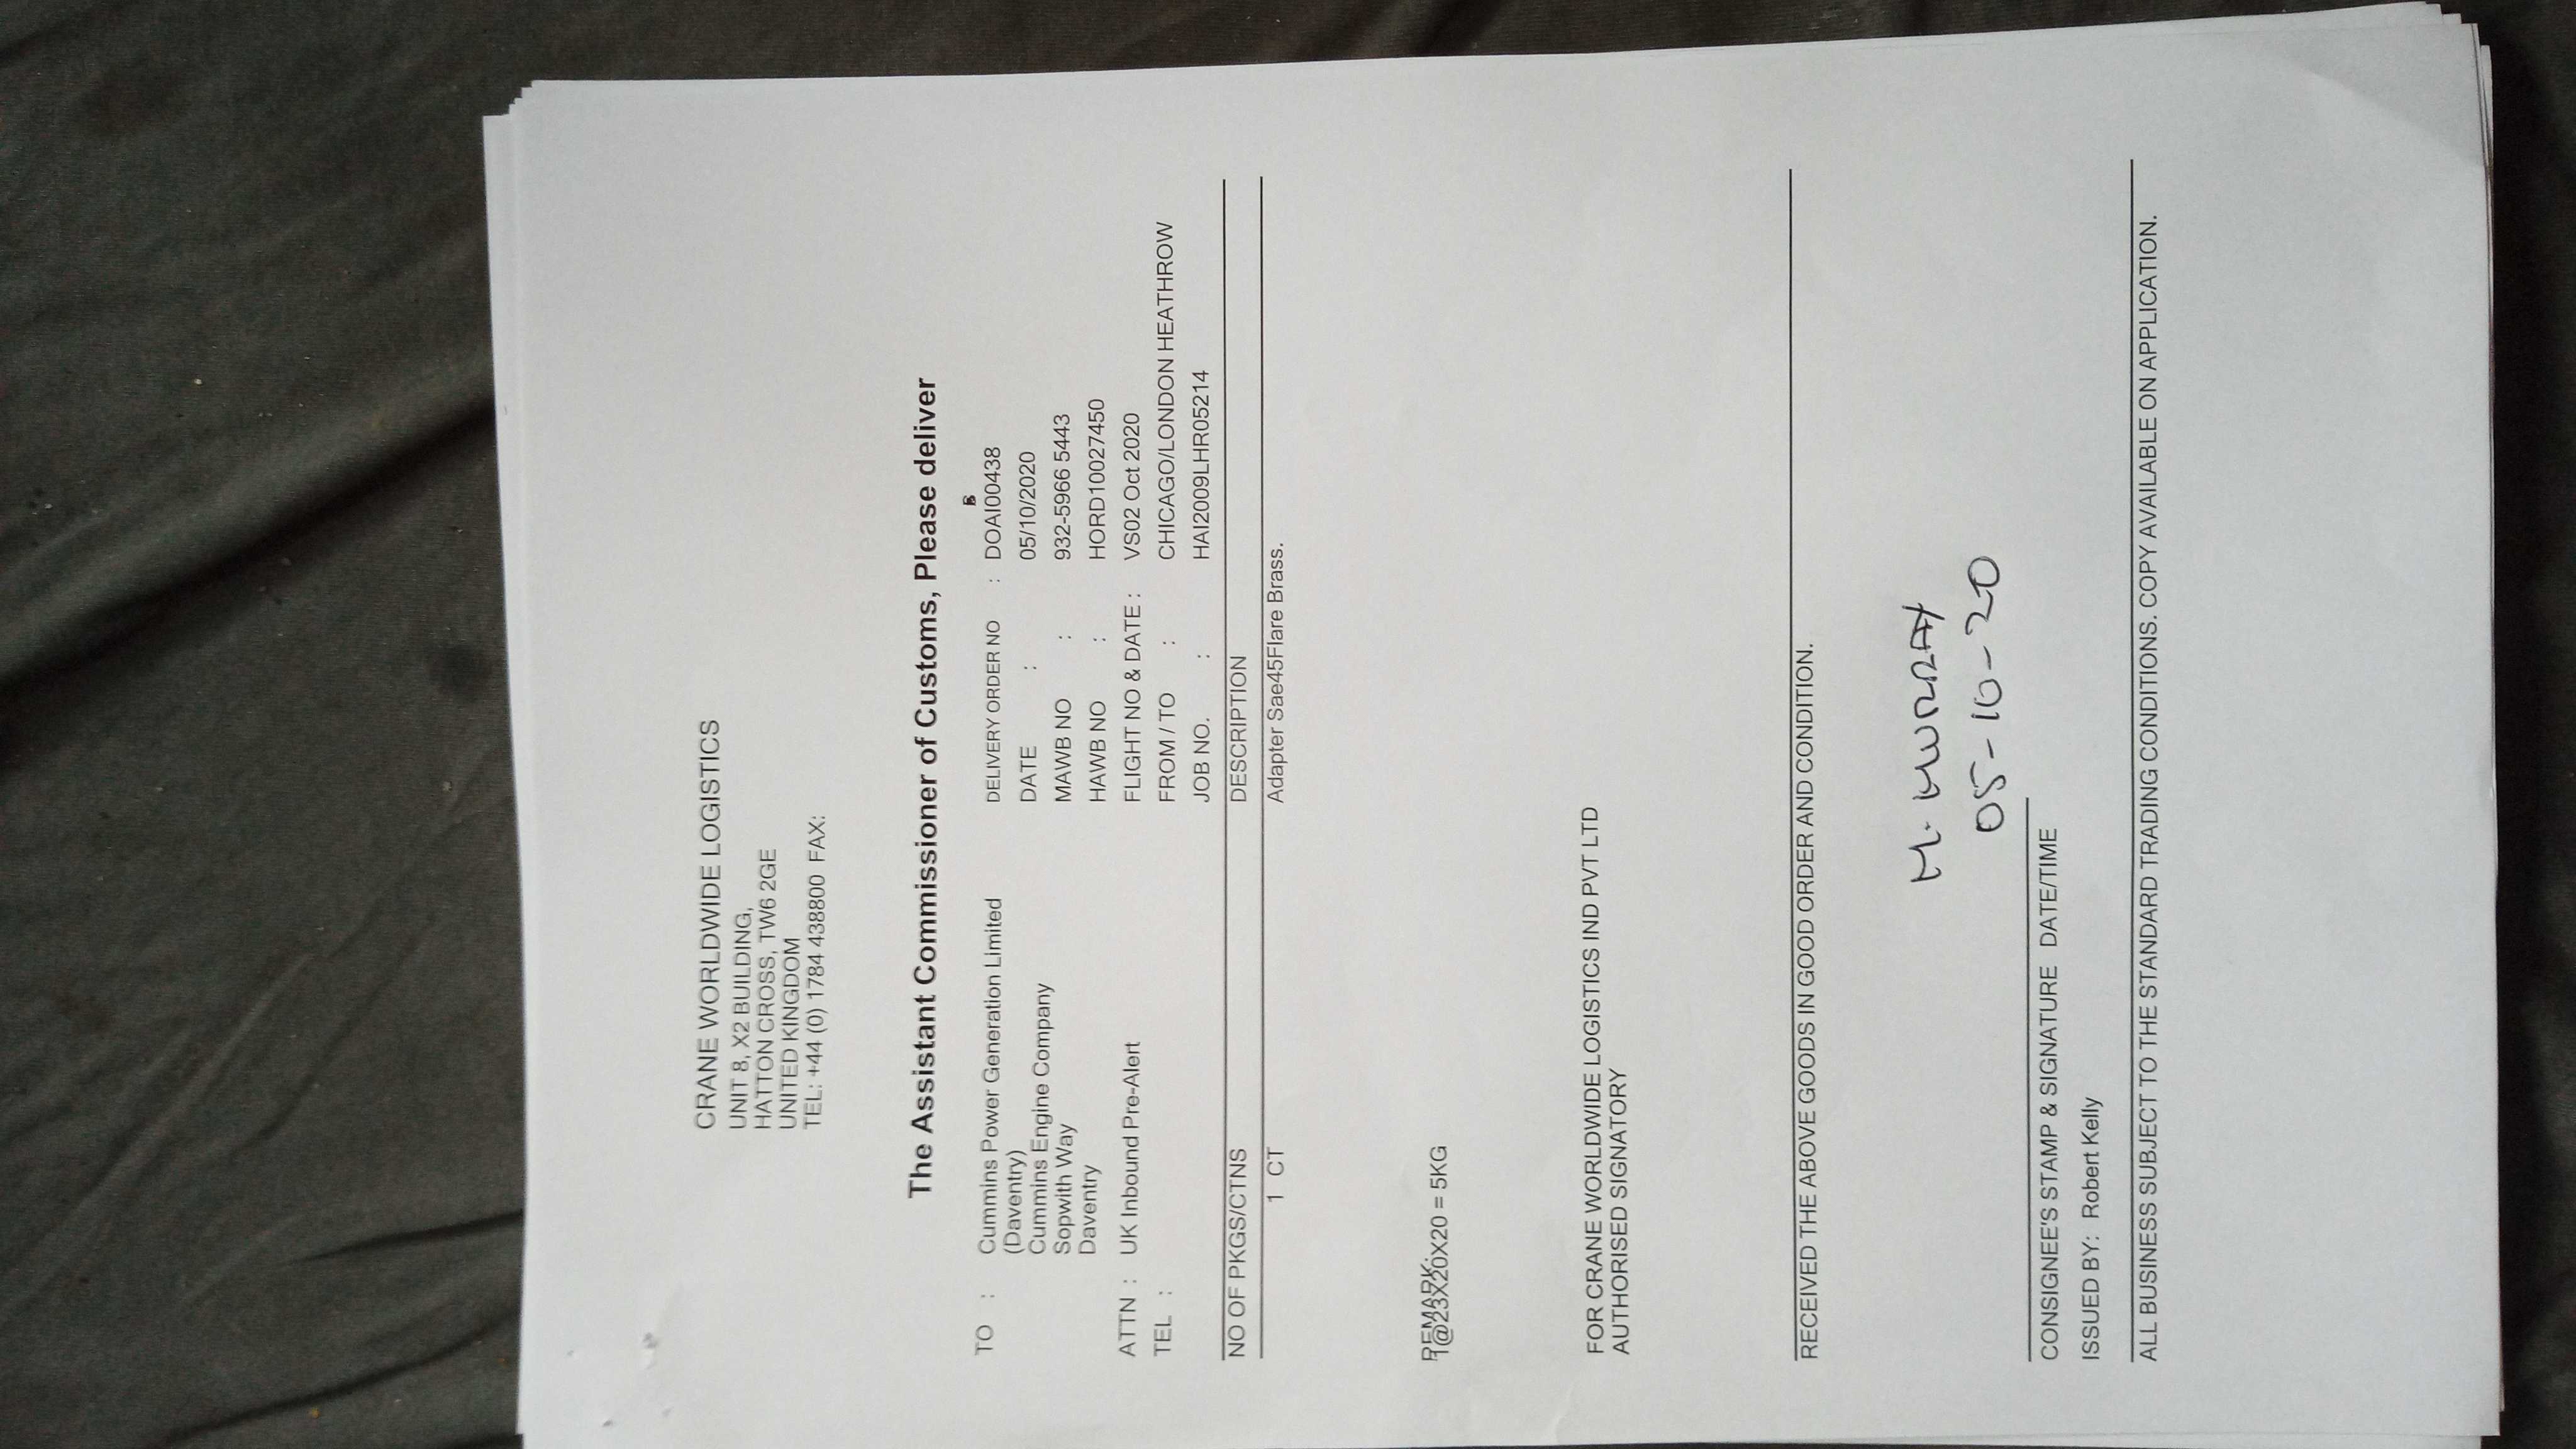 CRANE WORLDWIDE LOGISTICS
UNIT 8, X2 BUILDING,
HATTON CROSS, TW6 2GE
UNITED KINGDOM
TEL: +44 (0) 1784 438800 FAX:
The Assistant Commissioner of Customs, Please deliver
TO : Cummins Power Generation Limited
(Daventry)
Cummins Engine Company
Sopwith Way
Daventry
ATTN : UK Inbound Pre-Alert
TEL :
B
DELIVERY ORDER NO : DOAI00438
DATE : 05/10/2020
MAWB NO : 932-5966 5443
HAWB NO : HORD10027450
FLIGHT NO & DATE : VS02 Oct 2020
FROM / TO : CHICAGO/LONDON HEATHROW
JOB NO. : HAI2009LHR05214
NO OF PKGS/CTNS DESCRIPTION
1 CT Adapter Sae45Flare Brass.
REMARK:
1@23X20X20 = 5KG
FOR CRANE WORLDWIDE LOGISTICS IND PVT LTD
AUTHORISED SIGNATORY
RECEIVED THE ABOVE GOODS IN GOOD ORDER AND CONDITION.
M. MURRAY
05-10-20
CONSIGNEE'S STAMP & SIGNATURE DATE/TIME
ISSUED BY: Robert Kelly
ALL BUSINESS SUBJECT TO THE STANDARD TRADING CONDITIONS. COPY AVAILABLE ON APPLICATION.